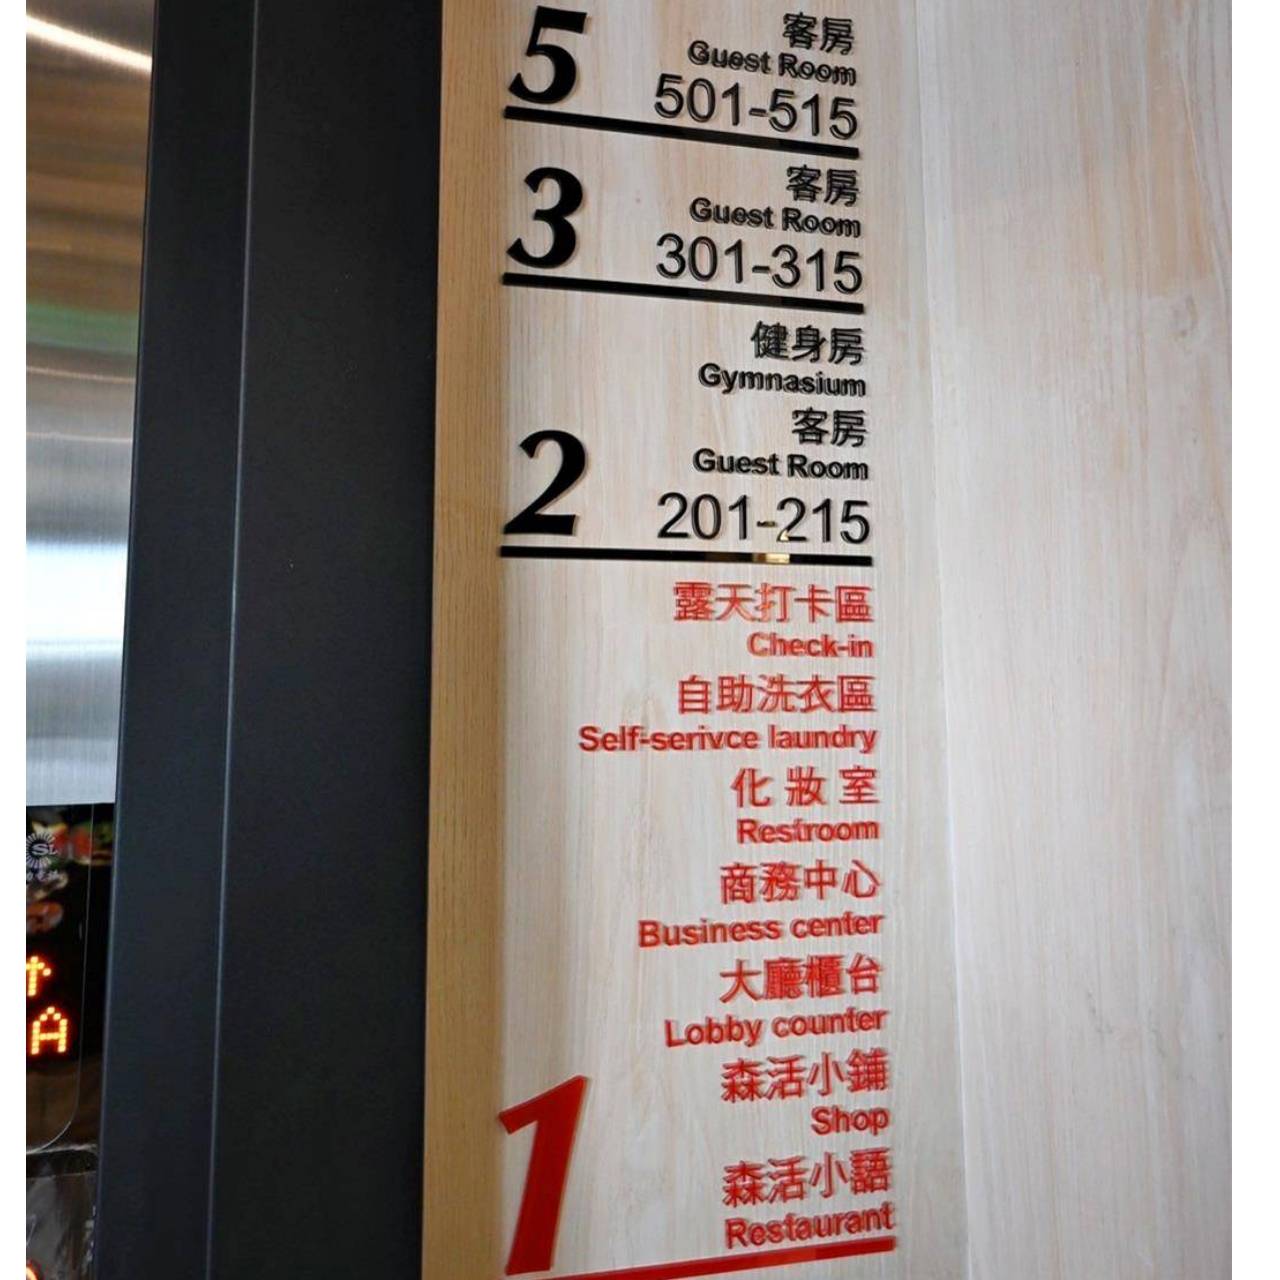 5
客房
Guest Room
501-515
3
客房
Guest Room
301-315
健身房
Gymnasium
2
客房
Guest Room
201-215
露天打卡區
Check-in
自助洗衣區
Self-serivce laundry
化妝室
Restroom
商務中心
Business center
大廳櫃台
Lobby counter
1
森活小鋪
Shop
森活小語
Restaurant
SL
↑
A